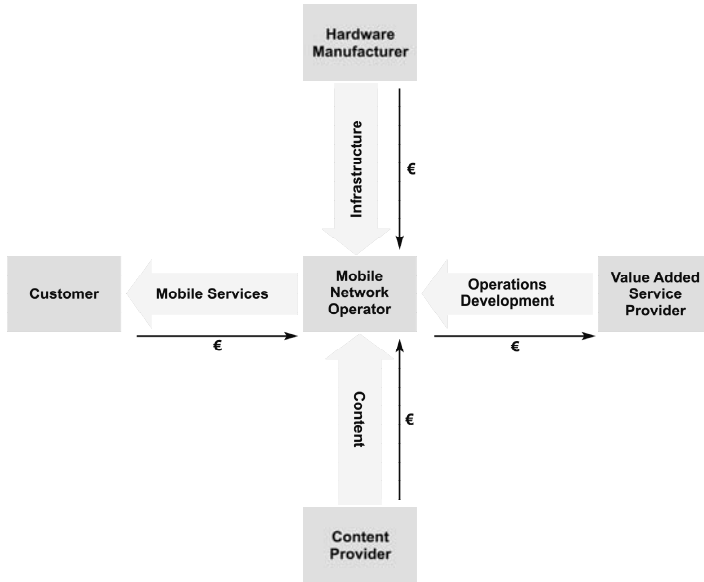 Hardware
Manufacturer
Infrastructure
€
Customer
Mobile Services
€
Mobile
Network
Operator
Operations
Development
€
Value Added
Service
Provider
Content
€
Content
Provider